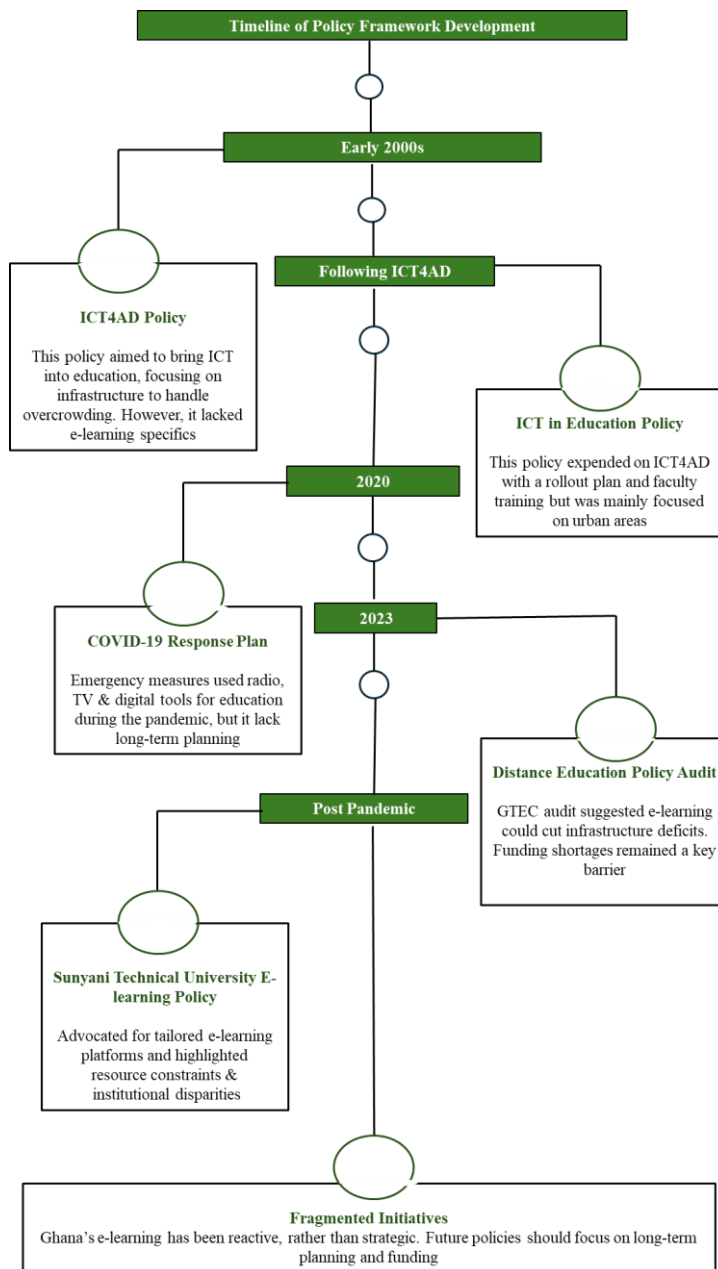 Timeline of Policy Framework Development
Early 2000s
ICT4AD Policy
This policy aimed to bring ICT
into education, focusing on
infrastructure to handle
overcrowding. However, it lacked
e-learning specifics
Following ICT4AD
ICT in Education Policy
This policy expended on ICT4AD
with a rollout plan and faculty
training but was mainly focused
on urban areas
2020
COVID-19 Response Plan
Emergency measures used radio,
TV & digital tools for education
during the pandemic, but it lack
long-term planning
2023
Distance Education Policy Audit
GTEC audit suggested e-learning
could cut infrastructure deficits.
Funding shortages remained a key
barrier
Post Pandemic
Sunyani Technical University E-
learning Policy
Advocated for tailored e-learning
platforms and highlighted
resource constraints &
institutional disparities
Fragmented Initiatives
Ghana's e-learning has been reactive, rather than strategic. Future policies should focus on long-term
planning and funding